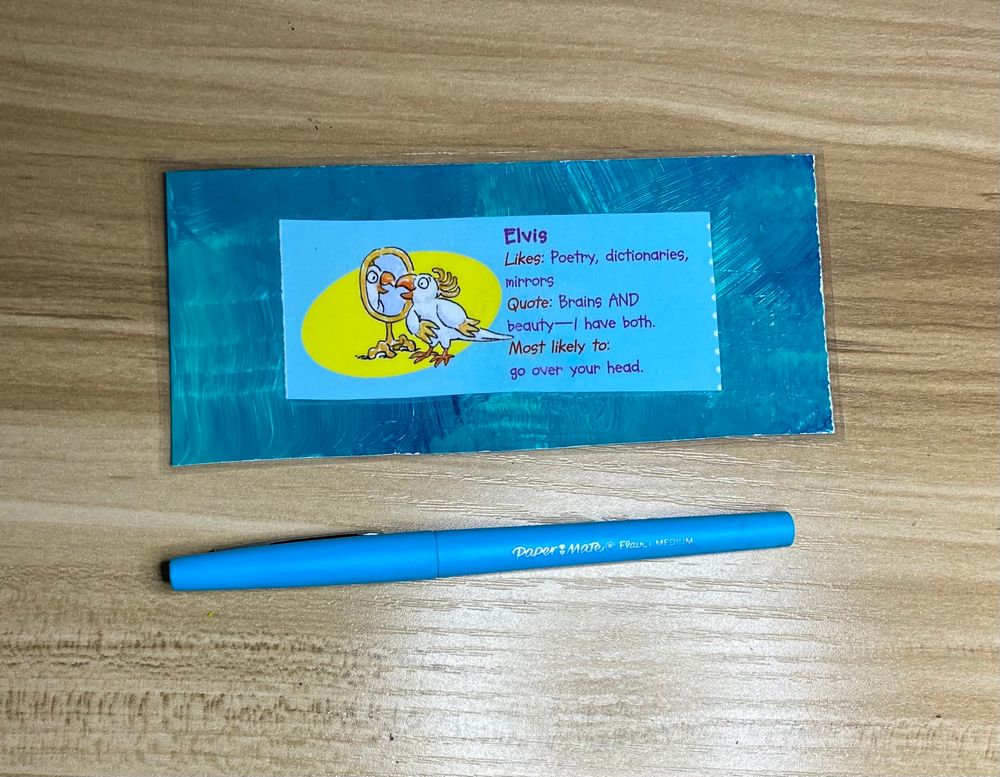 Elvis
Likes: Poetry, dictionaries,
mirrors
Quote: Brains AND
beauty—I have both.
Most likely to:
go over your head.
Paper Mate® Flair. MEDIUM